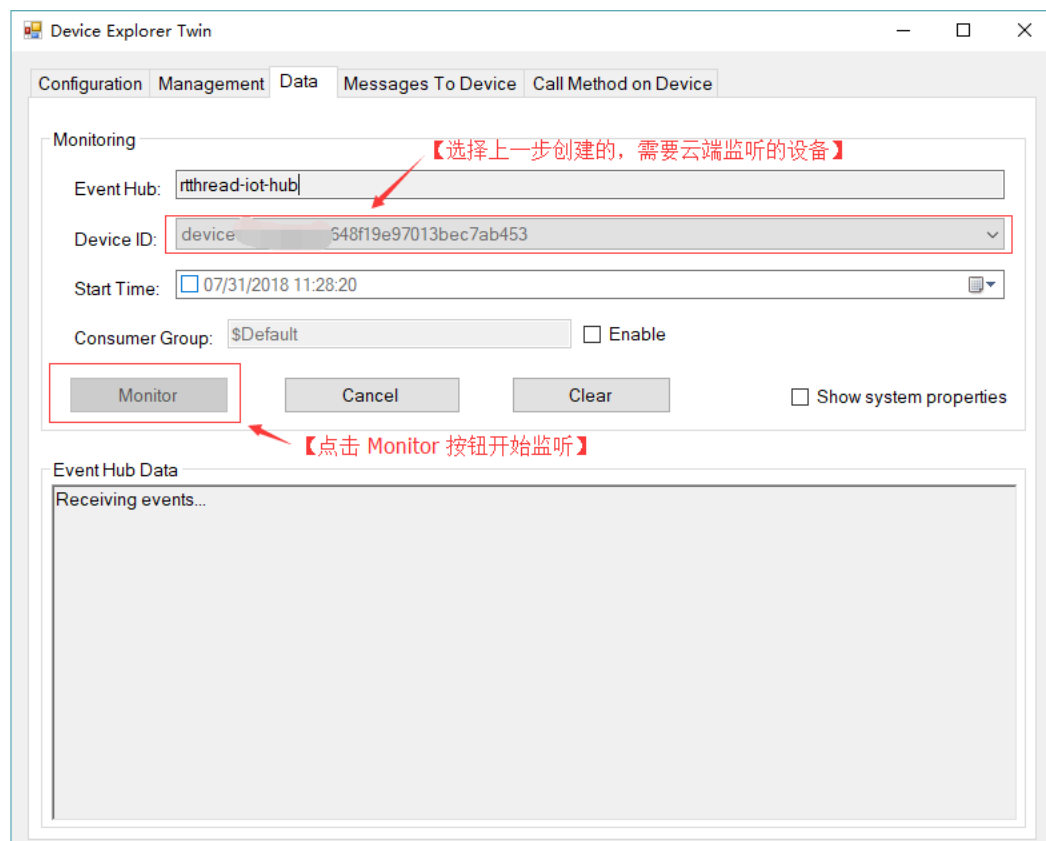 Device Explorer Twin
Configuration Management Data Messages To Device Call Method on Device
Monitoring
【选择上一步创建的，需要云端监听的设备】
Event Hub: rtthread-iot-hub
Device ID: device 648f19e97013bec7ab453
Start Time: 07/31/2018 11:28:20
Consumer Group: $Default Enable
Monitor Cancel Clear Show system properties
【点击 Monitor 按钮开始监听】
Event Hub Data
Receiving events...